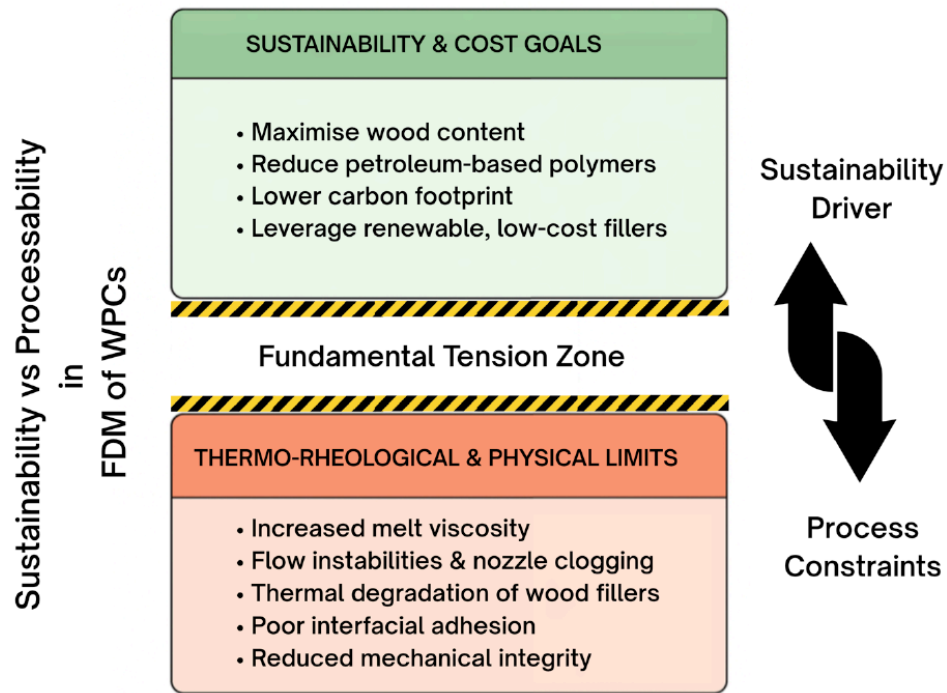 Sustainability vs Processability
in
FDM of WPCs
SUSTAINABILITY & COST GOALS
• Maximise wood content
• Reduce petroleum-based polymers
• Lower carbon footprint
• Leverage renewable, low-cost fillers
Fundamental Tension Zone
THERMO-RHEOLOGICAL & PHYSICAL LIMITS
• Increased melt viscosity
• Flow instabilities & nozzle clogging
• Thermal degradation of wood fillers
• Poor interfacial adhesion
• Reduced mechanical integrity
Sustainability
Driver
Process
Constraints